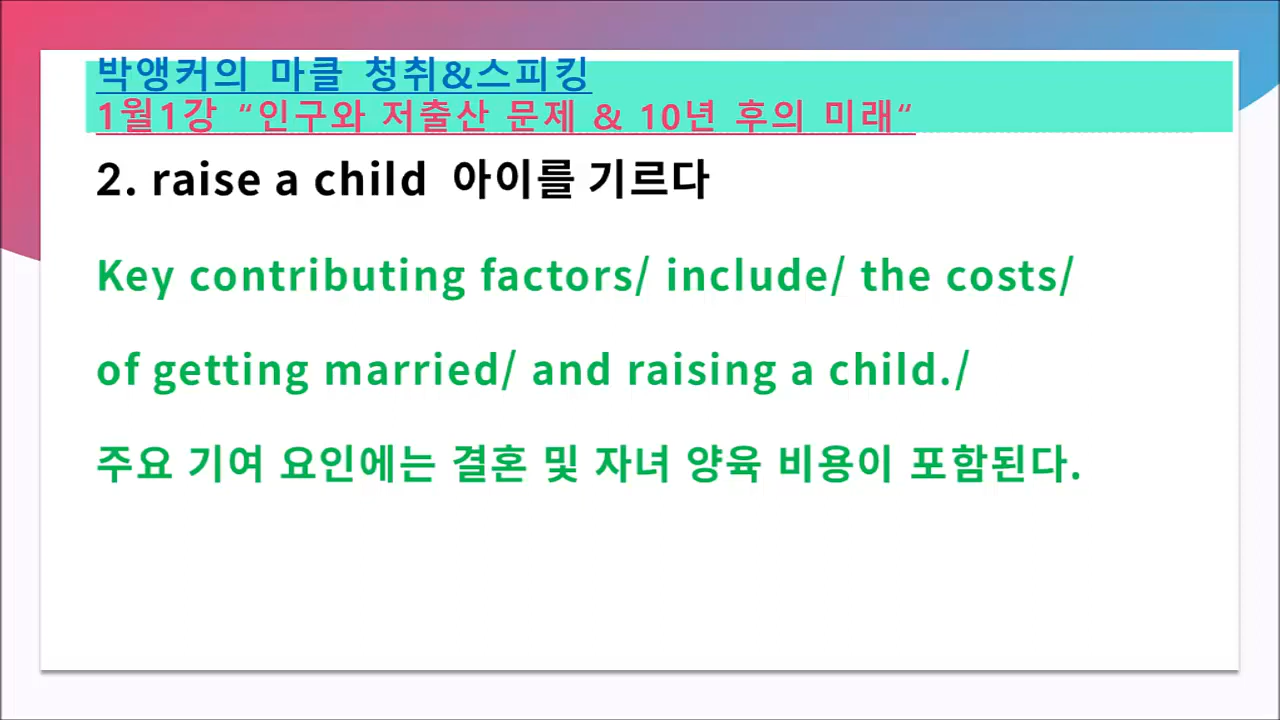 박앵커의 마클 청취&스피킹
1월1강 “인구와 저출산 문제 & 10년 후의 미래“
2. raise a child 아이를 기르다
Key contributing factors/ include/ the costs/
of getting married/ and raising a child./
주요 기여 요인에는 결혼 및 자녀 양육 비용이 포함된다.